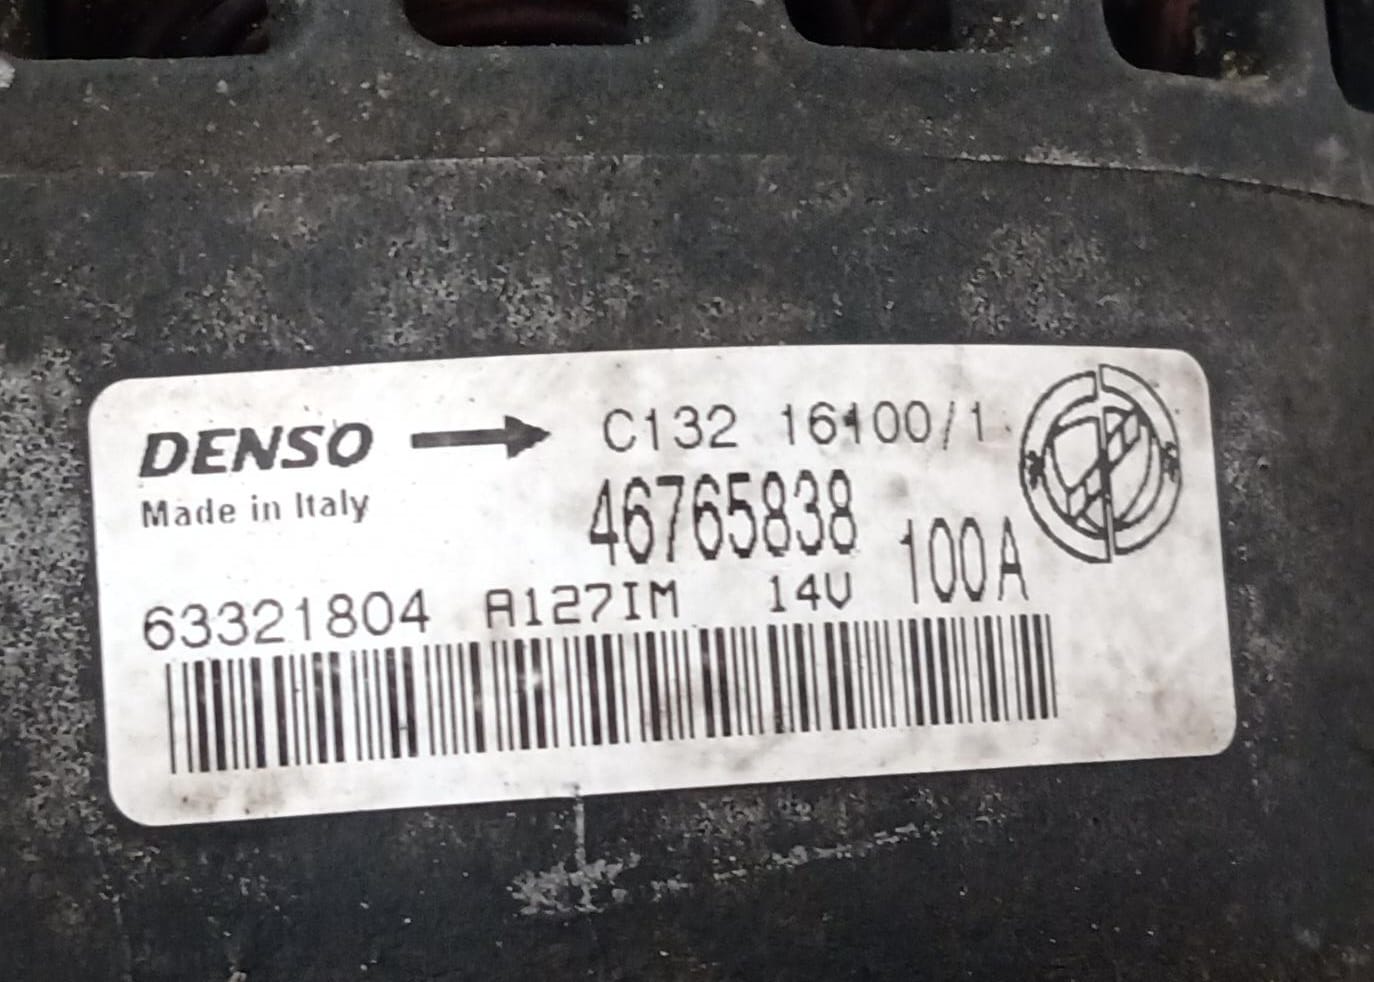 DENSO C132 16100/1
Made in Italy
46765838
100A
63321804 A127IM 14V